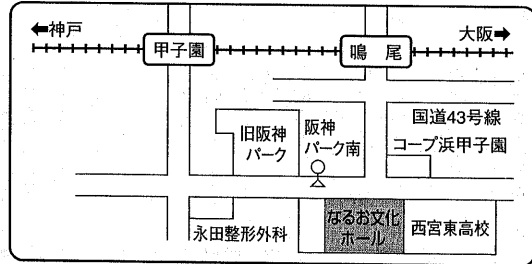 ←神戸
大阪→
甲子園
鳴尾
国道43号線
旧阪神
パーク
阪神
パーク南
コープ浜甲子園
永田整形外科
なるお文化
ホール
西宮東高校